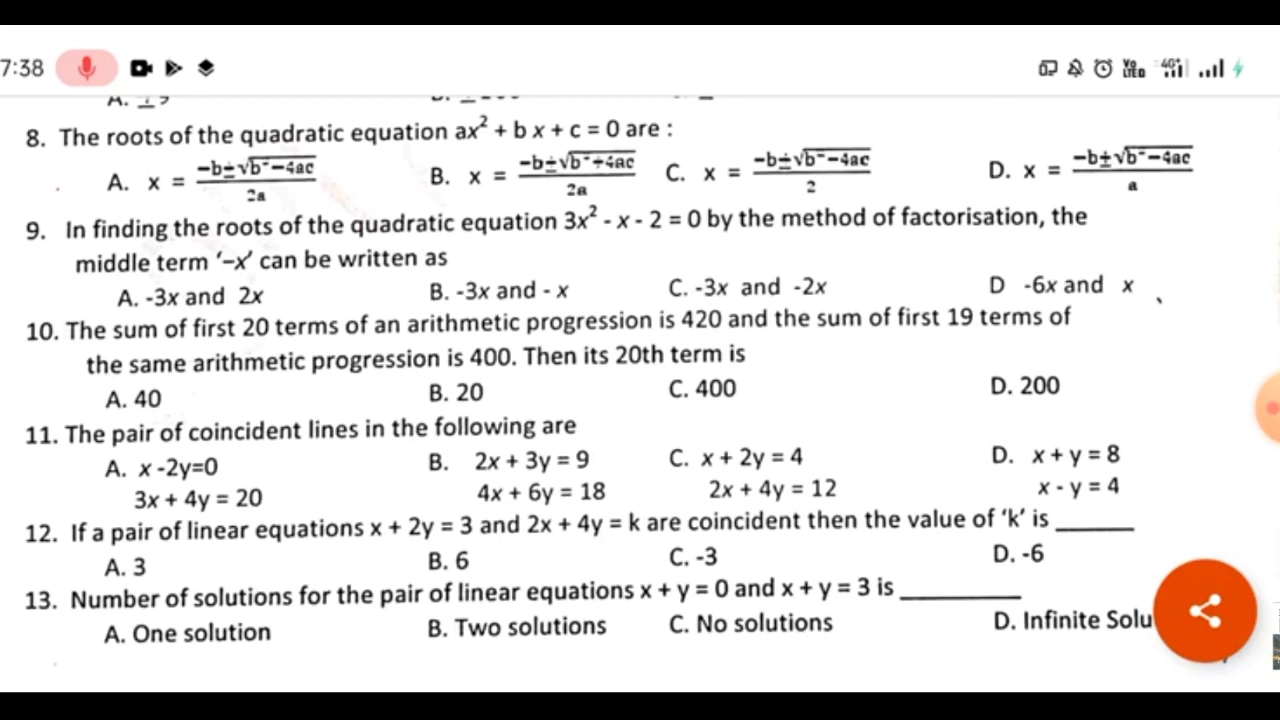 7:38
8. The roots of the quadratic equation ax² + b x + c = 0 are :
A. x = (−b±√b²−4ac)/2a B. x = (−b±√b²+4ac)/2a C. x = (−b±√b²−4ac)/2 D. x = (−b±√b²−4ac)/a
9. In finding the roots of the quadratic equation 3x² - x - 2 = 0 by the method of factorisation, the
middle term ‘−x’ can be written as
A. -3x and 2x B. -3x and - x C. -3x and -2x D -6x and x
10. The sum of first 20 terms of an arithmetic progression is 420 and the sum of first 19 terms of
the same arithmetic progression is 400. Then its 20th term is
A. 40 B. 20 C. 400 D. 200
11. The pair of coincident lines in the following are
A. x -2y=0 B. 2x + 3y = 9 C. x + 2y = 4 D. x + y = 8
3x + 4y = 20 4x + 6y = 18 2x + 4y = 12 x - y = 4
12. If a pair of linear equations x + 2y = 3 and 2x + 4y = k are coincident then the value of ‘k’ is ______
A. 3 B. 6 C. -3 D. -6
13. Number of solutions for the pair of linear equations x + y = 0 and x + y = 3 is _________
A. One solution B. Two solutions C. No solutions D. Infinite Solu